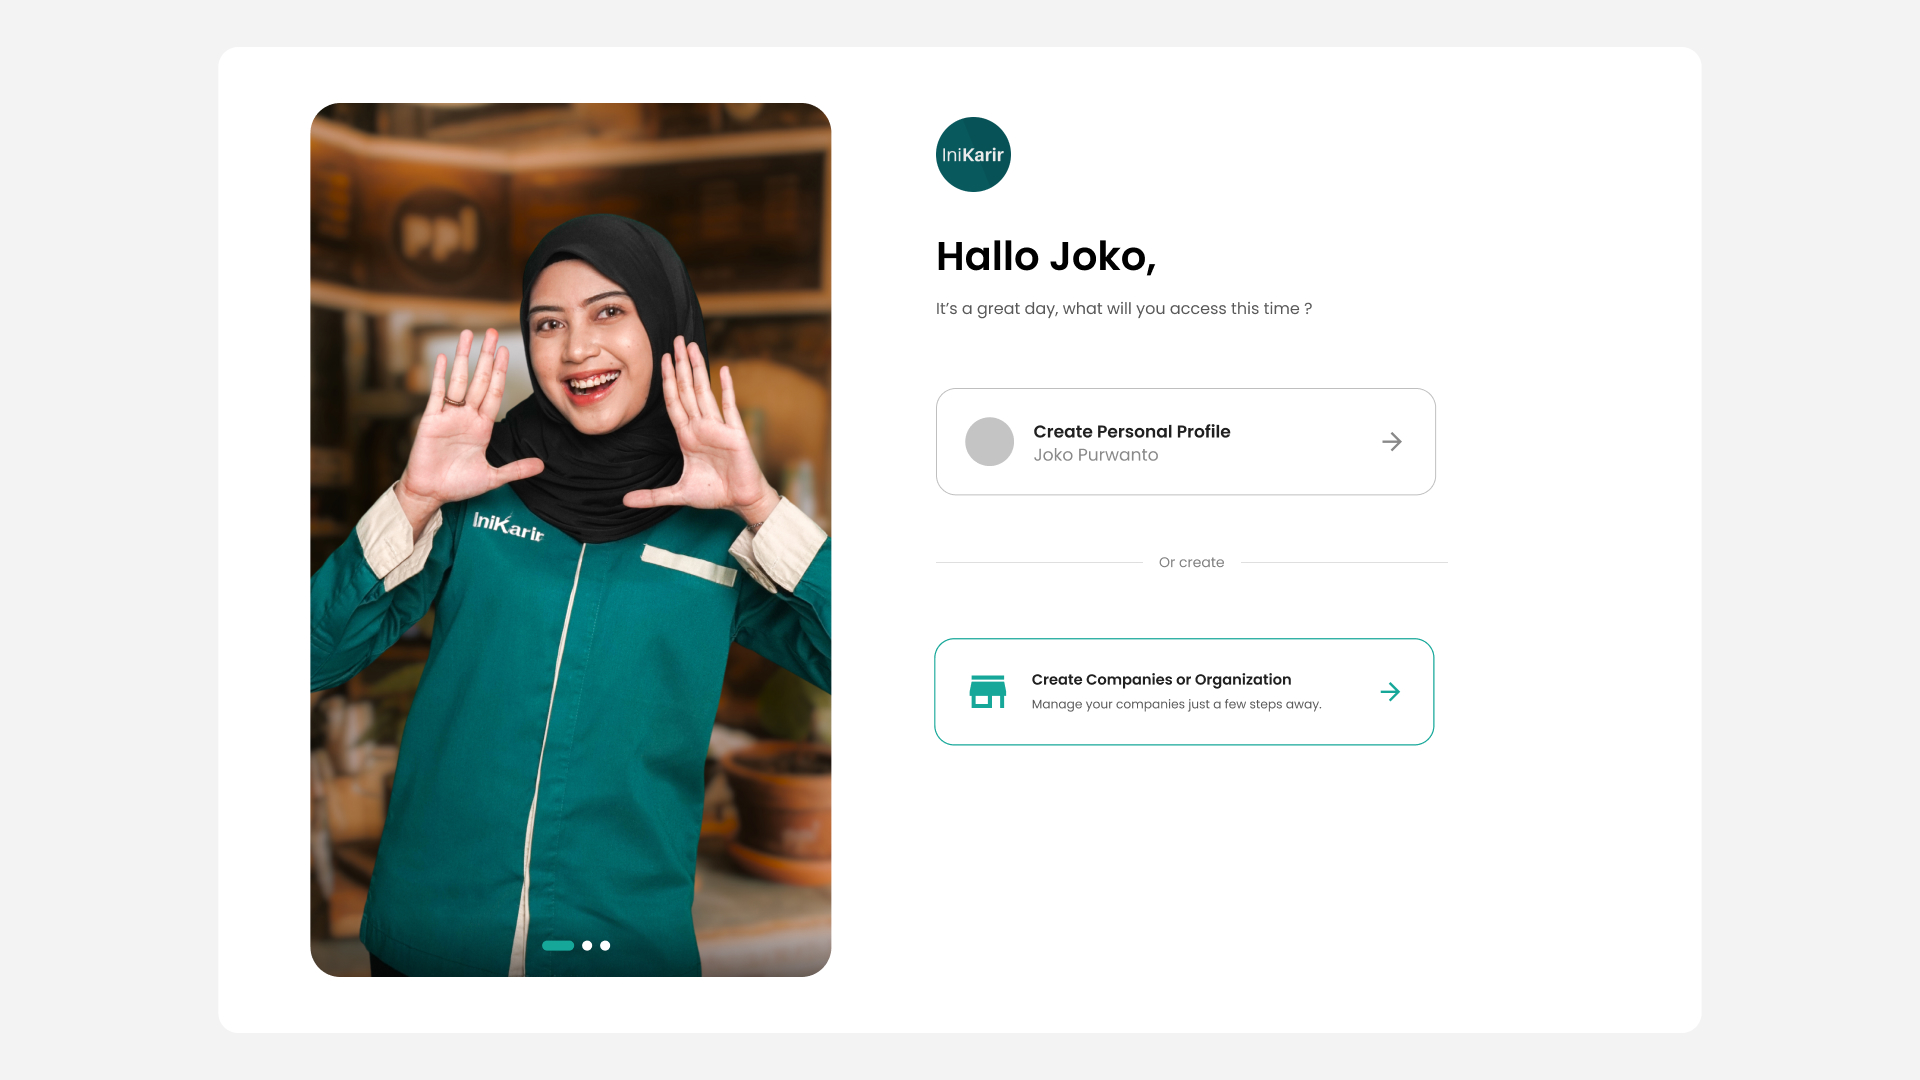 ppl
IniKarir
IniKarir
Hallo Joko,
It’s a great day, what will you access this time ?
Create Personal Profile
Joko Purwanto
Or create
Create Companies or Organization
Manage your companies just a few steps away.